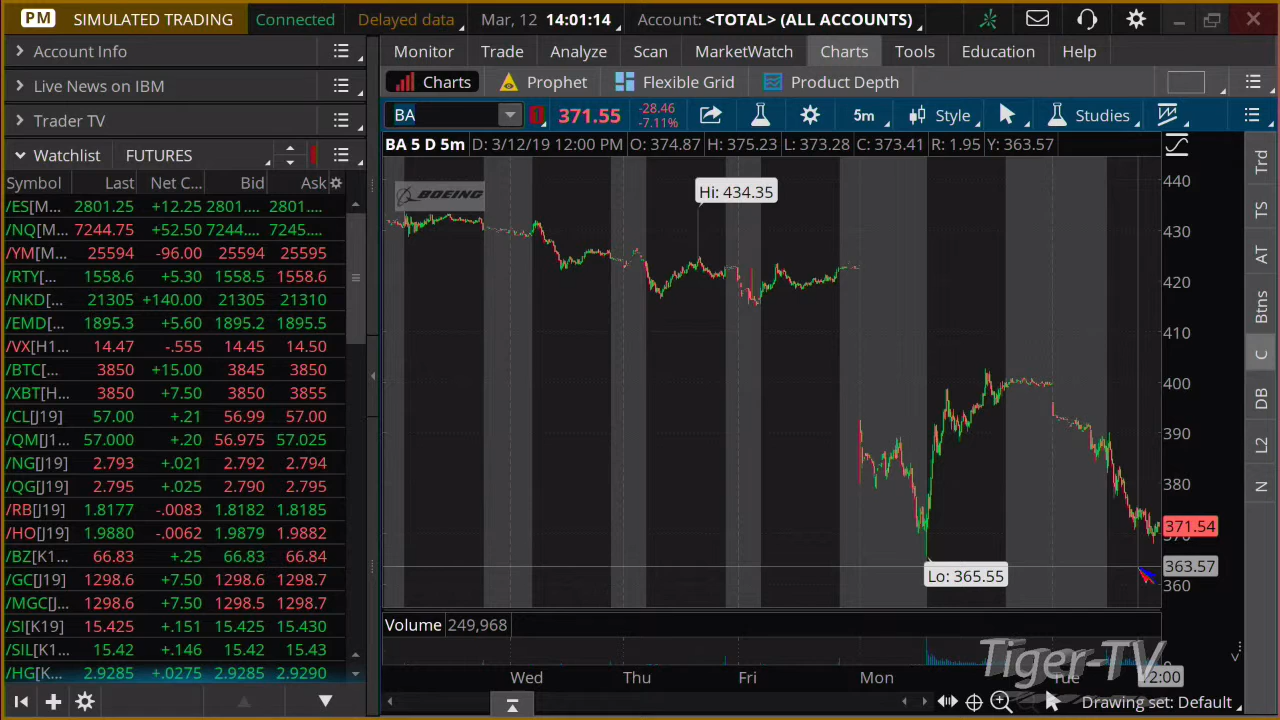 PM SIMULATED TRADING Connected Delayed data Mar, 12 14:01:14 Account: <TOTAL> (ALL ACCOUNTS)
Account Info
Live News on IBM
Trader TV
Watchlist FUTURES
Monitor Trade Analyze Scan MarketWatch Charts Tools Education Help
Charts Prophet Flexible Grid Product Depth
BA 371.55 -28.46 -7.11% 5m Style Studies
BA 5 D 5m D: 3/12/19 12:00 PM O: 374.87 H: 375.23 L: 373.28 C: 373.41 R: 1.95 Y: 363.57
Symbol Last Net C... Bid Ask
/ES[M... 2801.25 +12.25 2801.... 2801....
/NQ[M... 7244.75 +52.50 7244.... 7245....
/YM[M... 25594 -96.00 25594 25595
/RTY[... 1558.6 +5.30 1558.5 1558.6
/NKD[... 21305 +140.00 21305 21310
/EMD[... 1895.3 +5.60 1895.2 1895.5
/VX[H1... 14.47 -.555 14.45 14.50
/BTC[... 3850 +15.00 3845 3850
/XBT[H... 3850 +7.50 3850 3855
/CL[J19] 57.00 +.21 56.99 57.00
/QM[J1... 57.000 +.20 56.975 57.025
/NG[J19] 2.793 +.021 2.792 2.794
/QG[J19] 2.795 +.025 2.790 2.795
/RB[J19] 1.8177 -.0083 1.8182 1.8185
/HO[J19] 1.9880 -.0062 1.9879 1.9882
/BZ[K1... 66.83 +.25 66.83 66.84
/GC[J19] 1298.6 +7.50 1298.6 1298.7
/MGC[... 1298.6 +7.50 1298.5 1298.7
/SI[K19] 15.425 +.151 15.425 15.430
/SIL[K1... 15.42 +.146 15.42 15.43
/HG[K... 2.9285 +.0275 2.9285 2.9290
BOEING
Hi: 434.35
Lo: 365.55
440
430
420
410
400
390
380
371.54
370
363.57
360
Trd
TS
AT
Btns
C
DB
L2
N
Volume 249,968
0
Tiger-TV
Wed Thu Fri Mon Tue 12:00
Drawing set: Default